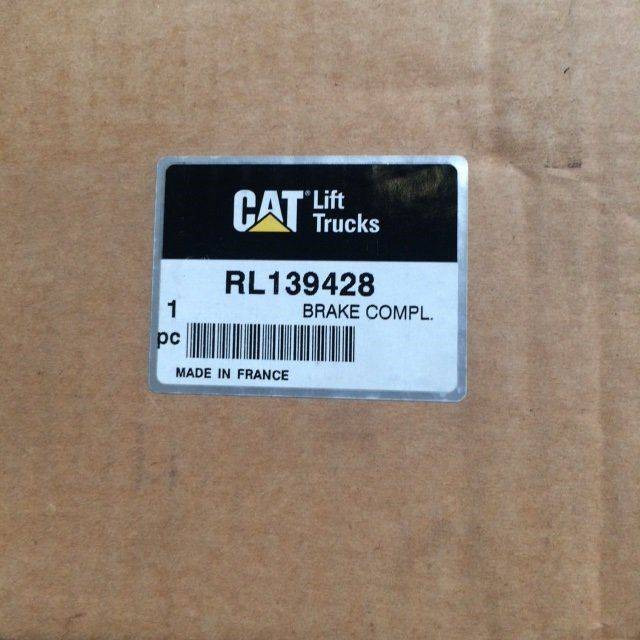 CAT® Lift
Trucks
RL139428
1 BRAKE COMPL.
pc
MADE IN FRANCE